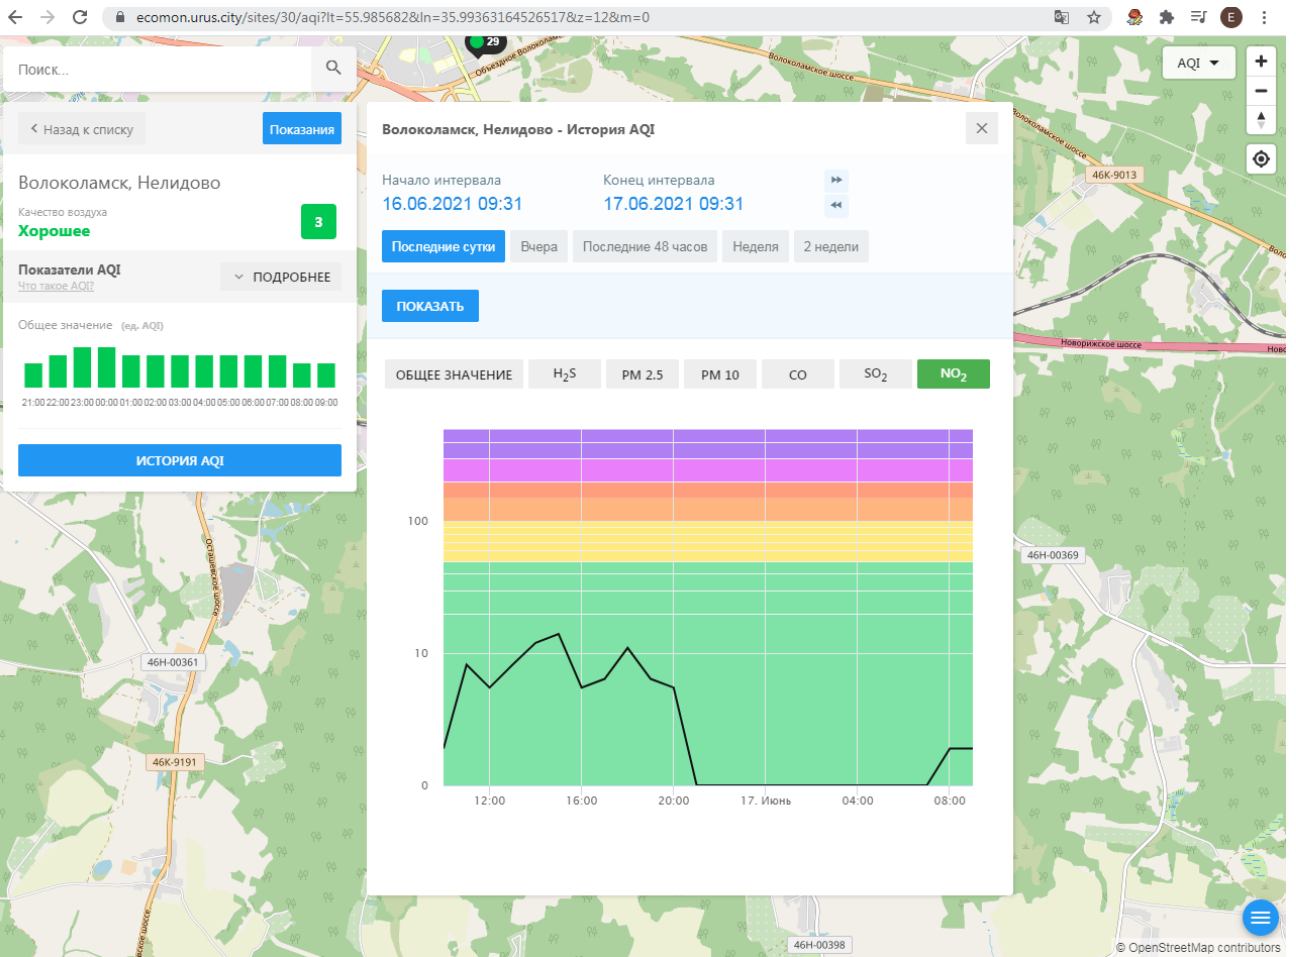 ecomon.urus.city/sites/30/aqi?lt=55.985682&ln=35.99363164526517&z=12&m=0
E
29
Объездное Волоколам
Волоколамское шоссе
Волоколамское шоссе
Поиск...
AQI
+
−
Назад к списку
Показания
Волоколамск, Нелидово - История AQI
46К-9013
Волоколамск, Нелидово
Качество воздуха
Хорошее
3
Начало интервала
Конец интервала
16.06.2021 09:31
17.06.2021 09:31
Последние сутки
Вчера
Последние 48 часов
Неделя
2 недели
Показатели AQI
Что такое AQI?
ПОДРОБНЕЕ
ПОКАЗАТЬ
Общее значение (ед. AQI)
Новорижское шоссе
Ново
ОБЩЕЕ ЗНАЧЕНИЕ
H2S
PM 2.5
PM 10
CO
SO2
NO2
21:00 22:00 23:00 00:00 01:00 02:00 03:00 04:00 05:00 06:00 07:00 08:00 09:00
ИСТОРИЯ AQI
100
10
0
12:00
16:00
20:00
17. Июнь
04:00
08:00
Осташёвское шоссе
46Н-00369
46Н-00361
46К-9191
46Н-00398
© OpenStreetMap contributors